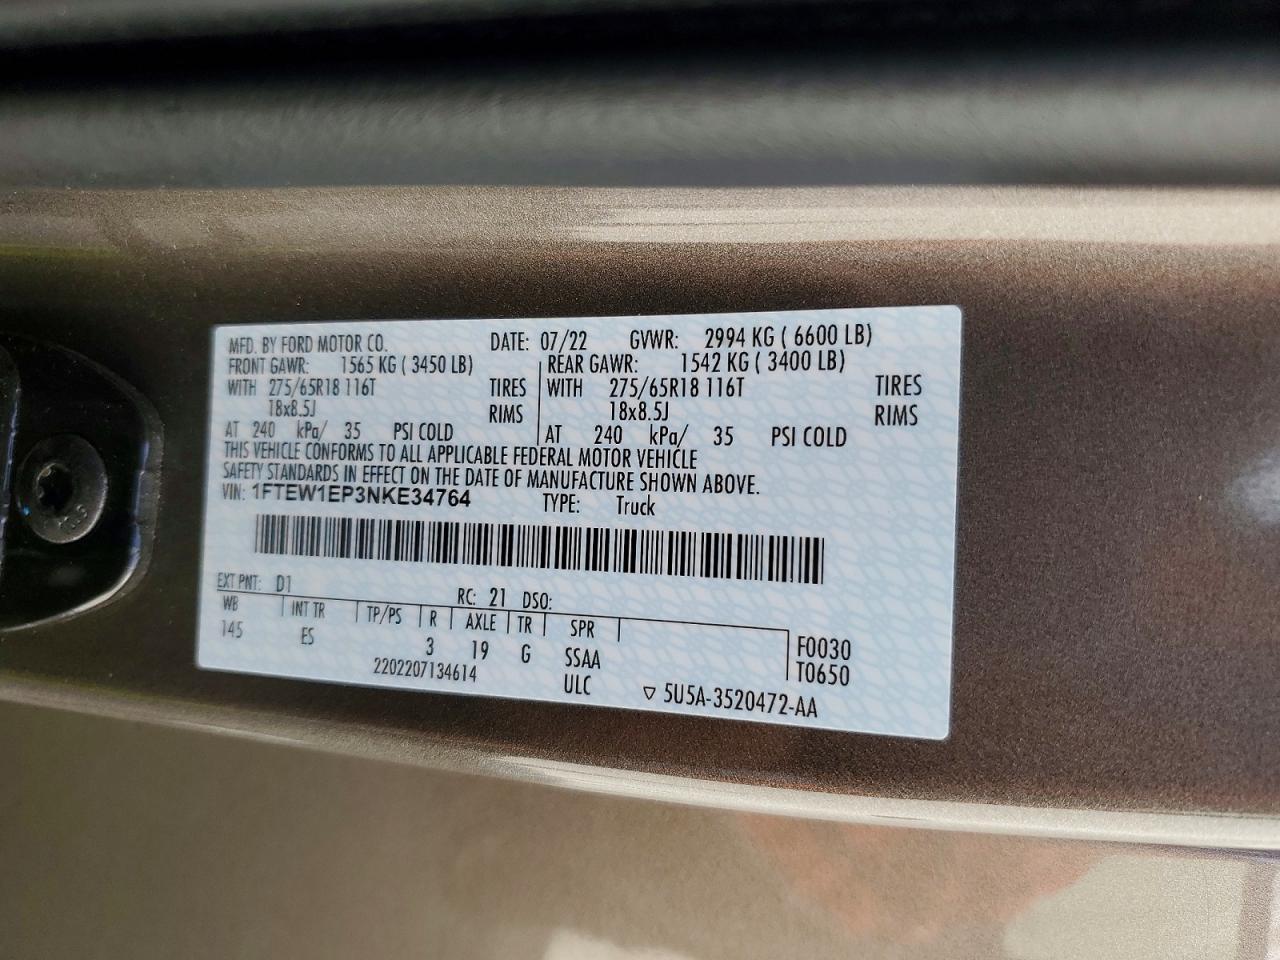 MFD. BY FORD MOTOR CO. DATE: 07/22 GVWR: 2994 KG ( 6600 LB)
FRONT GAWR: 1565 KG ( 3450 LB) REAR GAWR: 1542 KG ( 3400 LB)
WITH 275/65R18 116T TIRES WITH 275/65R18 116T TIRES
18x8.5J RIMS 18x8.5J RIMS
AT 240 kPa/ 35 PSI COLD AT 240 kPa/ 35 PSI COLD
THIS VEHICLE CONFORMS TO ALL APPLICABLE FEDERAL MOTOR VEHICLE
SAFETY STANDARDS IN EFFECT ON THE DATE OF MANUFACTURE SHOWN ABOVE.
VIN: 1FTEW1EP3NKE34764 TYPE: Truck
EXT PNT: D1 RC: 21 DSO:
WB INT TR TP/PS R AXLE TR SPR
145 ES 3 19 G SSAA F0030
2202207134614 ULC T0650
▽ 5U5A-3520472-AA